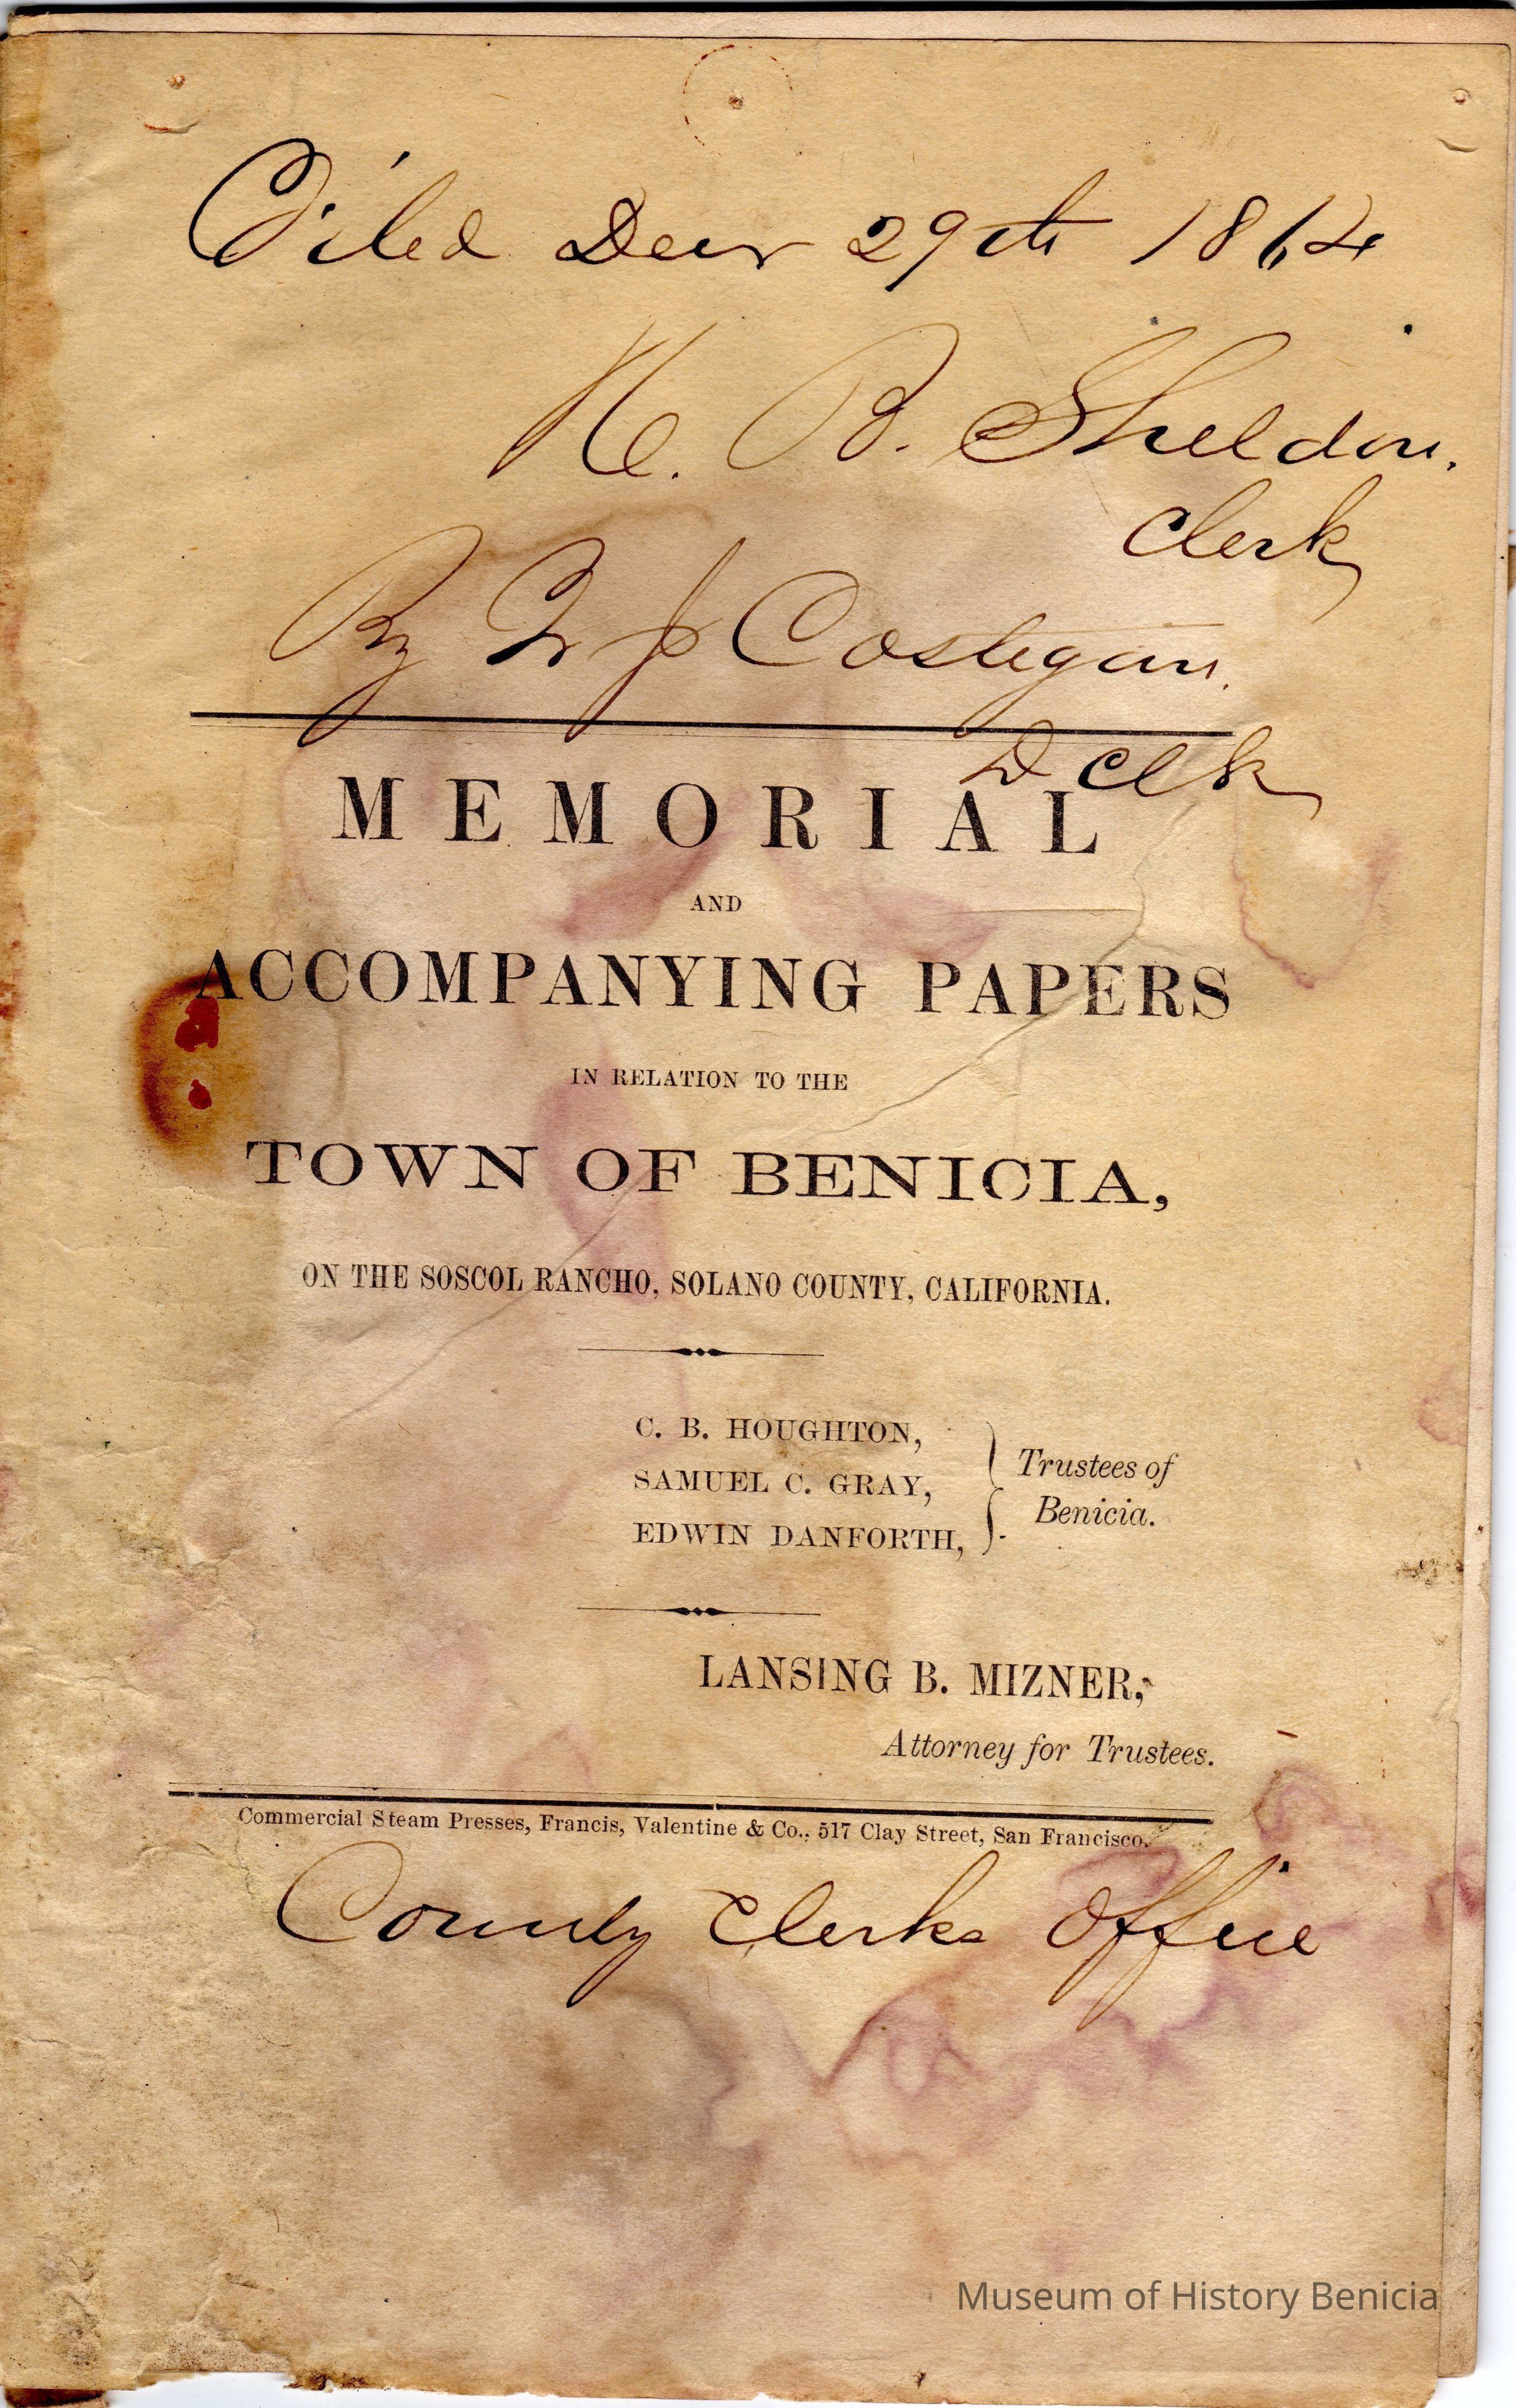 Filed Decr 29th 1864
N. B. Sheldon.
Clerk
By J Costegan.
D Clk
MEMORIAL
AND
ACCOMPANYING PAPERS
IN RELATION TO THE
TOWN OF BENICIA,
ON THE SOSCOL RANCHO, SOLANO COUNTY, CALIFORNIA.
C. B. HOUGHTON,
SAMUEL C. GRAY,
EDWIN DANFORTH,
Trustees of
Benicia.
LANSING B. MIZNER,
Attorney for Trustees.
Commercial Steam Presses, Francis, Valentine & Co., 517 Clay Street, San Francisco.
County Clerks Office
Museum of History Benicia